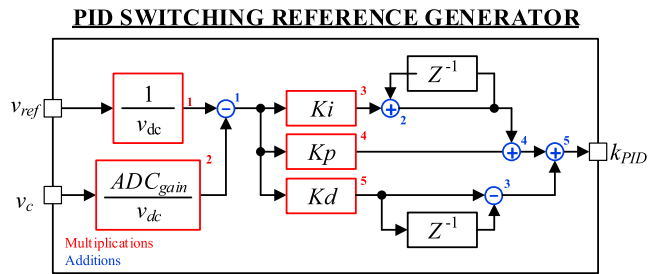 PID SWITCHING REFERENCE GENERATOR
Z⁻¹
v_ref
1
v_dc
1
−
1
Ki
3
+
2
Kp
4
+
4
+
5
k_PID
v_c
ADC_gain
v_dc
2
Kd
5
−
3
Z⁻¹
Multiplications
Additions